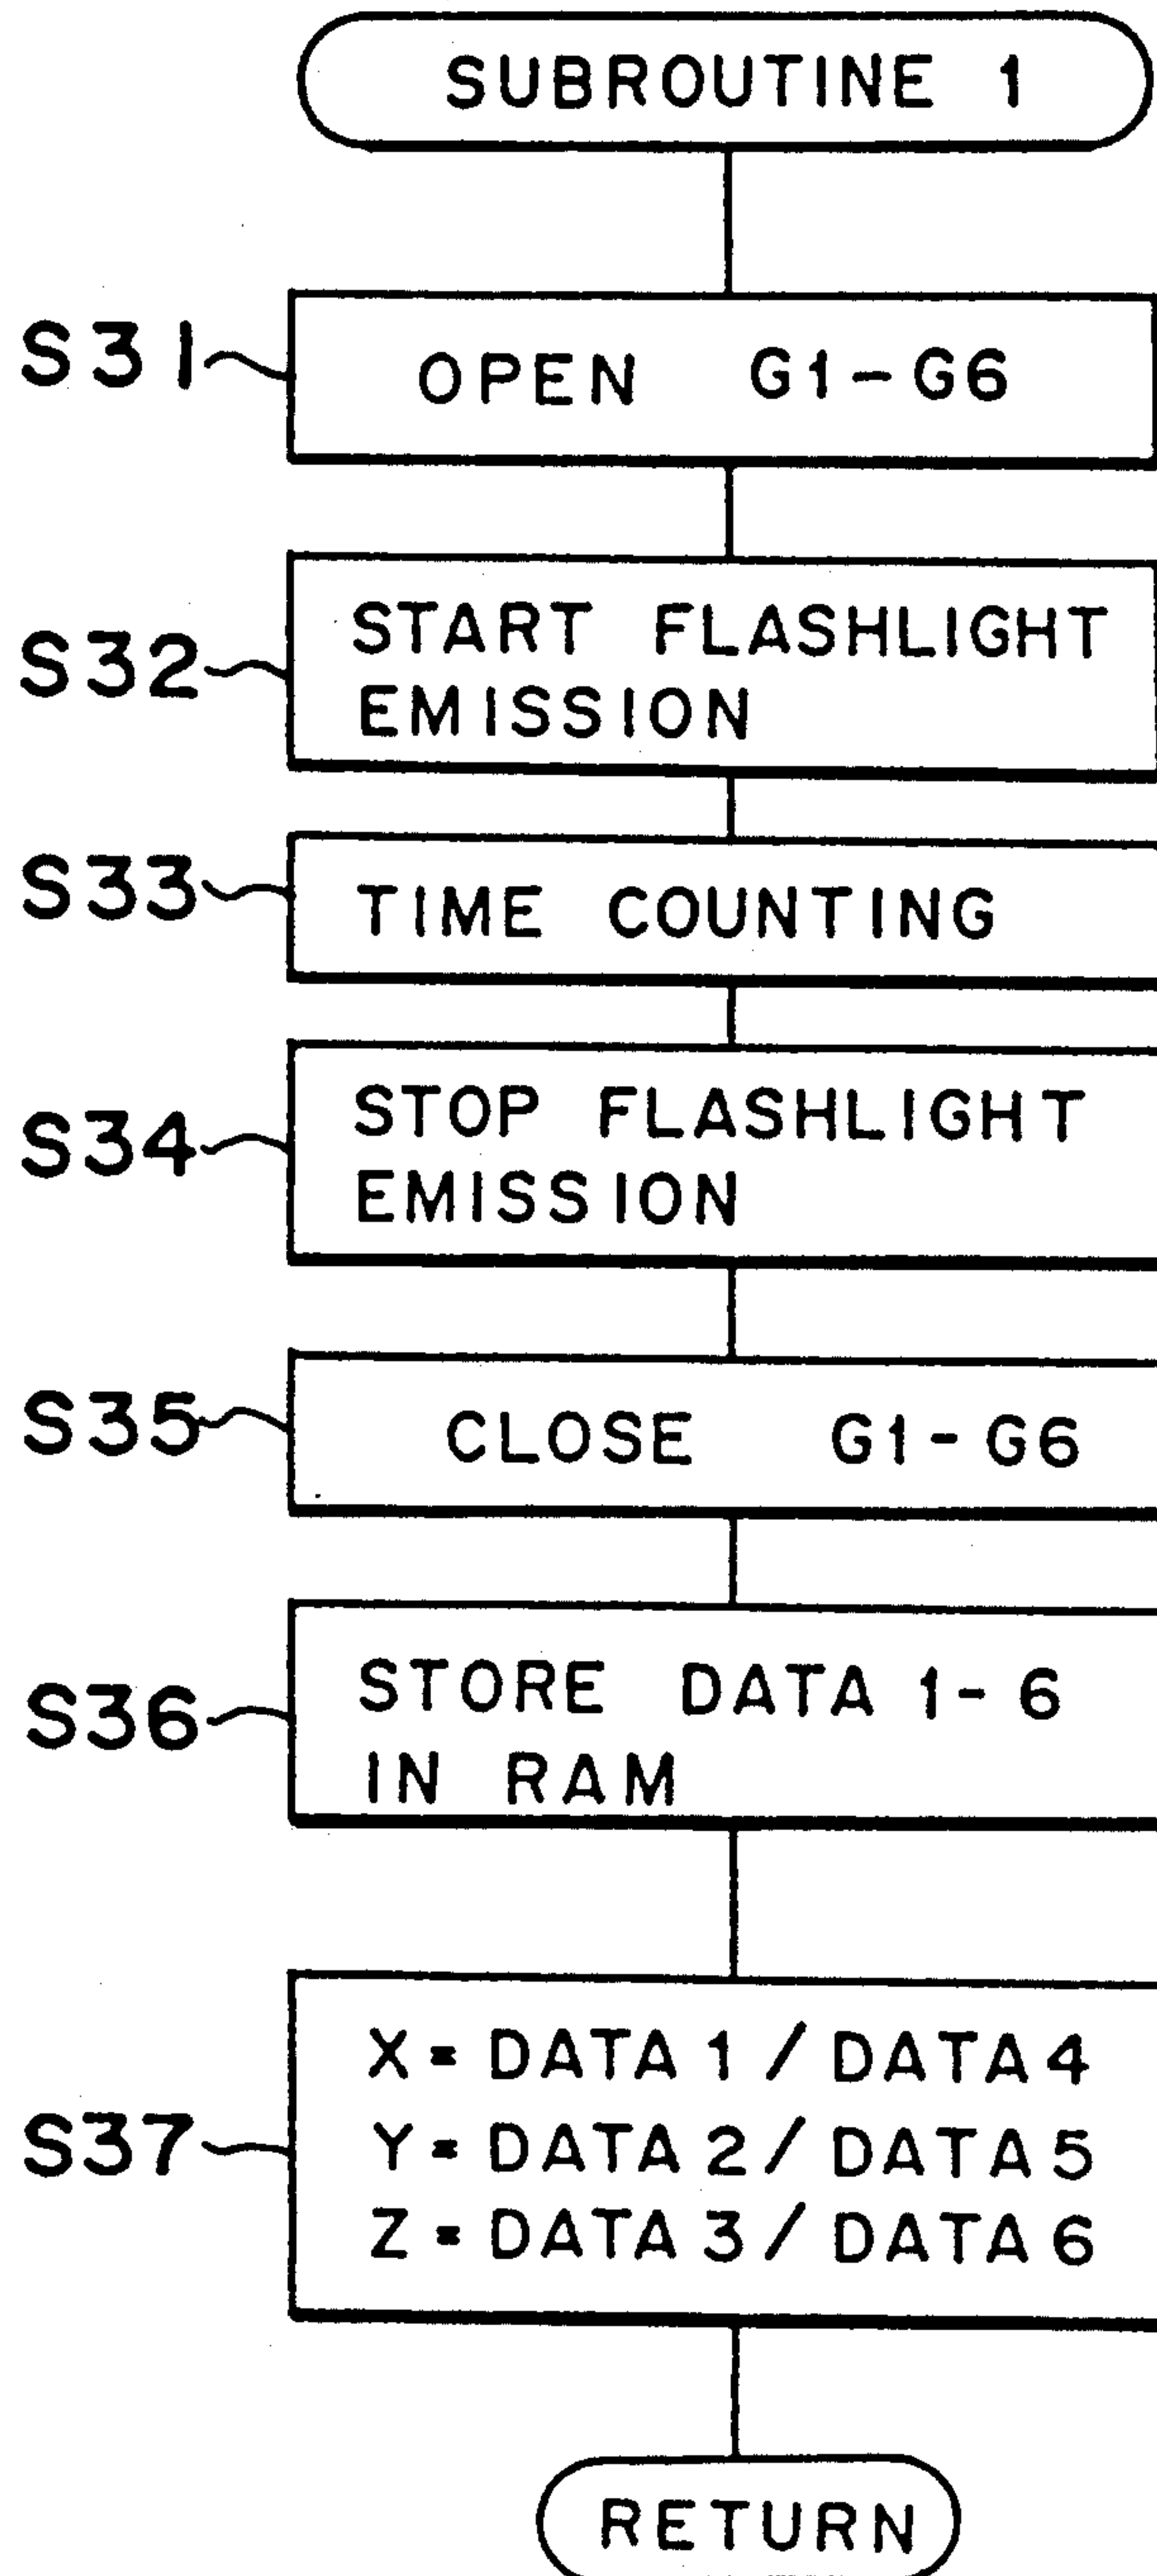 SUBROUTINE 1
S31
OPEN G1-G6
S32
START FLASHLIGHT
EMISSION
S33
TIME COUNTING
S34
STOP FLASHLIGHT
EMISSION
S35
CLOSE G1-G6
S36
STORE DATA 1-6
IN RAM
S37
X = DATA 1 / DATA 4
Y = DATA 2 / DATA 5
Z = DATA 3 / DATA 6
RETURN